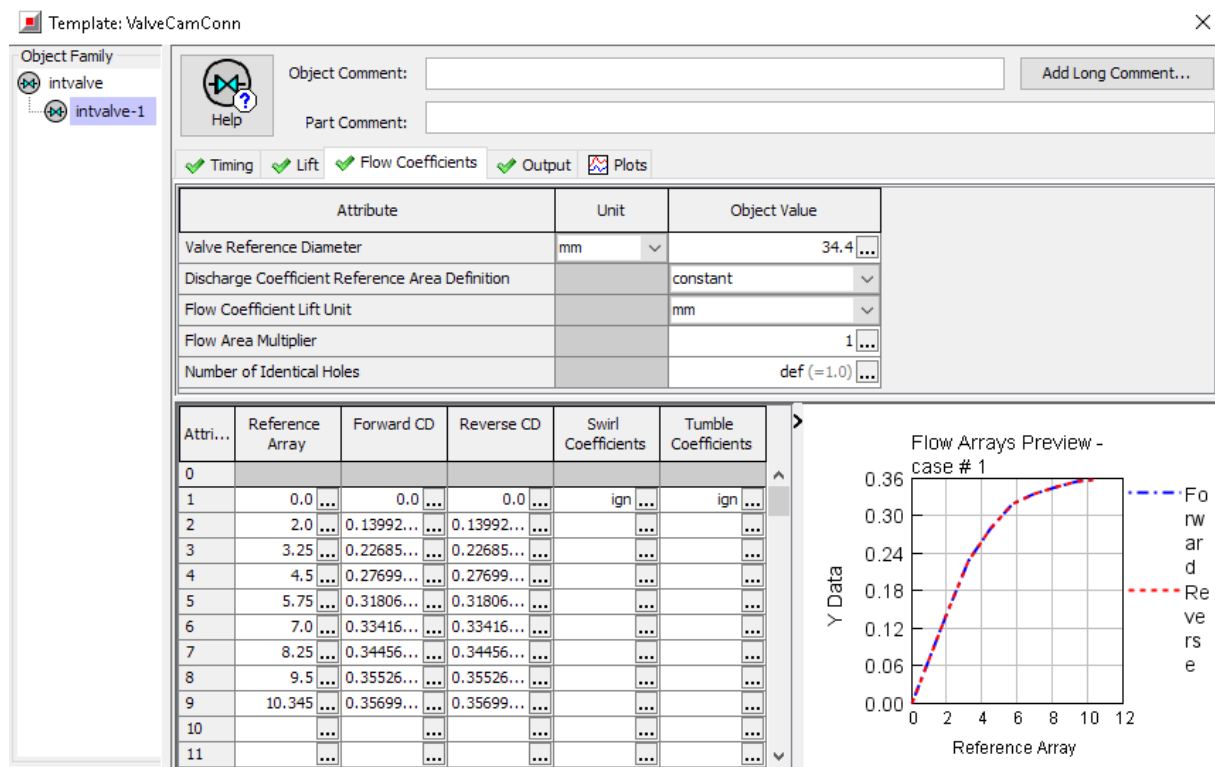 Template: ValveCamConn
Object Family
intvalve
intvalve-1
Help
Object Comment:
Add Long Comment...
Part Comment:
Timing Lift Flow Coefficients Output Plots
Attribute Unit Object Value
Valve Reference Diameter mm 34.4 ...
Discharge Coefficient Reference Area Definition constant
Flow Coefficient Lift Unit mm
Flow Area Multiplier 1 ...
Number of Identical Holes def (=1.0) ...
Attri... Reference Array Forward CD Reverse CD Swirl Coefficients Tumble Coefficients
0
1 0.0 ... 0.0 ... 0.0 ... ign ... ign ...
2 2.0 ... 0.13992... ... 0.13992... ... ... ...
3 3.25 ... 0.22685... ... 0.22685... ... ... ...
4 4.5 ... 0.27699... ... 0.27699... ... ... ...
5 5.75 ... 0.31806... ... 0.31806... ... ... ...
6 7.0 ... 0.33416... ... 0.33416... ... ... ...
7 8.25 ... 0.34456... ... 0.34456... ... ... ...
8 9.5 ... 0.35526... ... 0.35526... ... ... ...
9 10.345 ... 0.35699... ... 0.35699... ... ... ...
10 ... ... ... ... ...
11 ... ... ... ... ...
Flow Arrays Preview -
case # 1
Y Data
0.36
0.30
0.24
0.18
0.12
0.06
0.00
0 2 4 6 8 10 12
Reference Array
Fo
rw
ar
d
Re
ve
rs
e